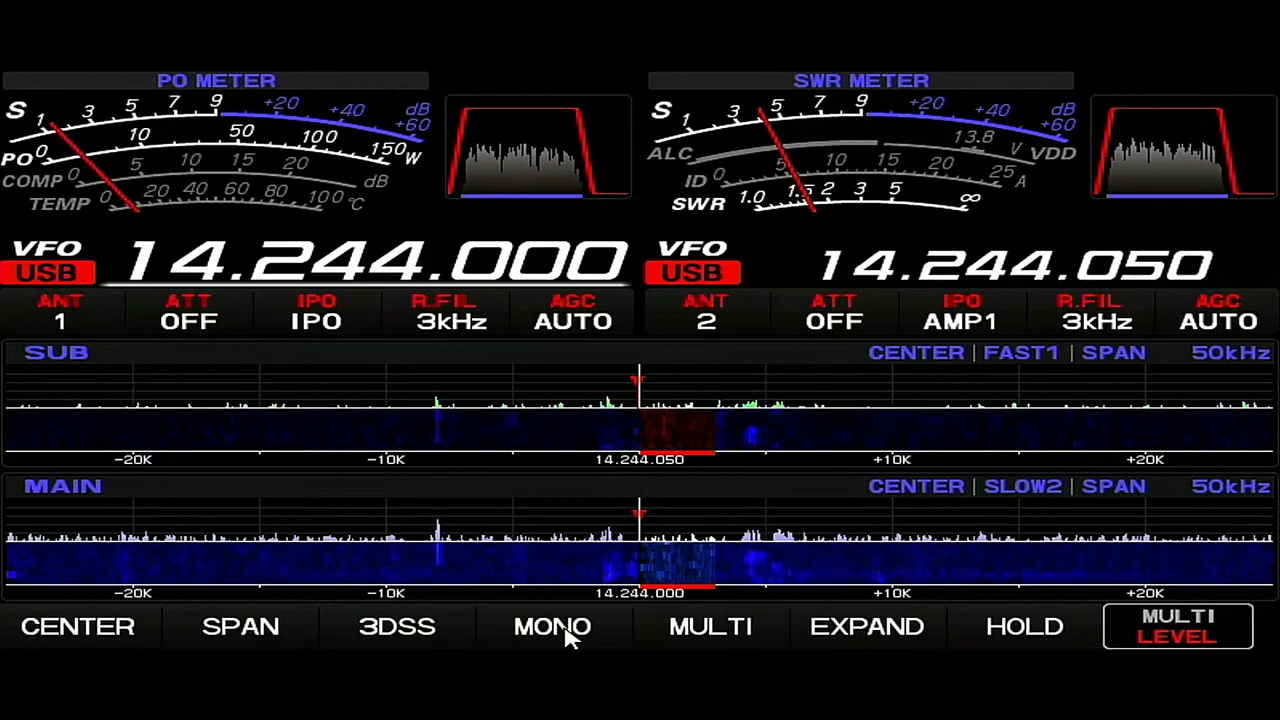 PO METER
SWR METER
S 1 3 5 7 9 +20 +40 +60 dB
PO 0 10 50 100 150 W
COMP 0 5 10 15 20 dB
TEMP 0 20 40 60 80 100 °C
S 1 3 5 7 9 +20 +40 +60 dB
ALC 13.8 V VDD
ID 0 5 10 15 20 25 A
SWR 1.0 1.5 2 3 5 ∞
VFO
USB
14.244.000
VFO
USB
14.244.050
ANT ATT IPO R.FIL AGC
1 OFF IPO 3kHz AUTO
ANT ATT IPO R.FIL AGC
2 OFF AMP1 3kHz AUTO
SUB CENTER | FAST1 | SPAN 50kHz
-20K -10K 14.244.050 +10K +20K
MAIN CENTER | SLOW2 | SPAN 50kHz
-20K -10K 14.244.000 +10K +20K
CENTER SPAN 3DSS MONO MULTI EXPAND HOLD MULTI
LEVEL